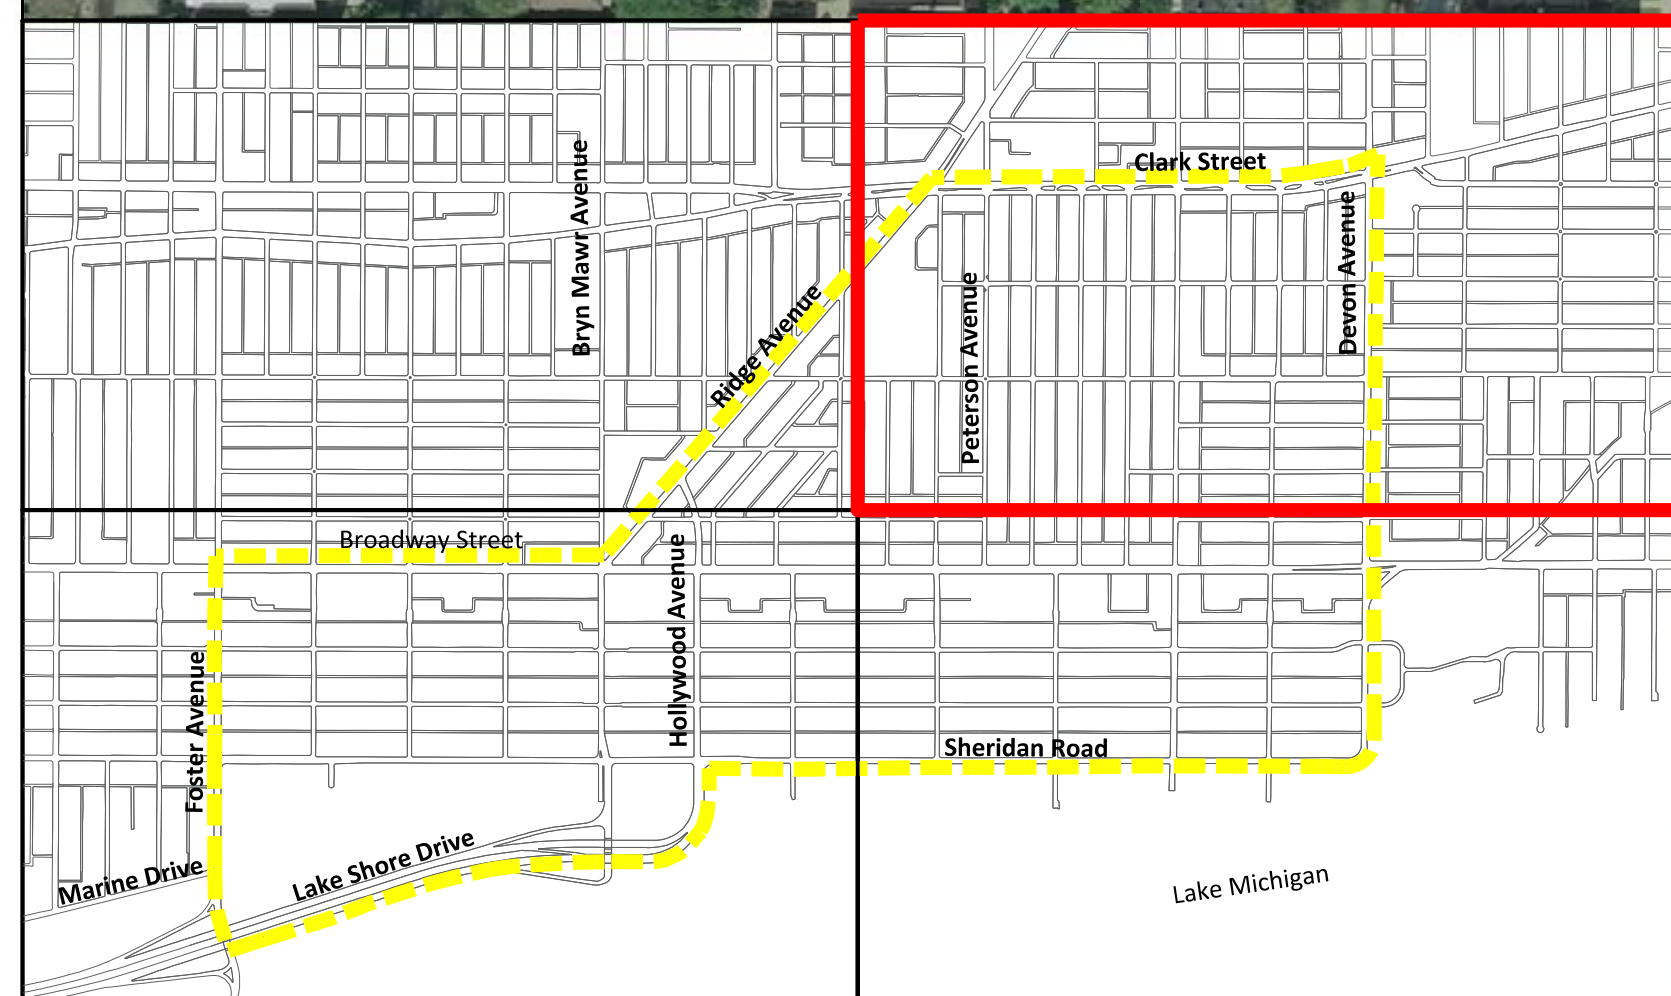 Clark Street
Bryn Mawr Avenue
Devon Avenue
Peterson Avenue
Ridge Avenue
Broadway Street
Hollywood Avenue
Foster Avenue
Sheridan Road
Lake Shore Drive
Marine Drive
Lake Michigan